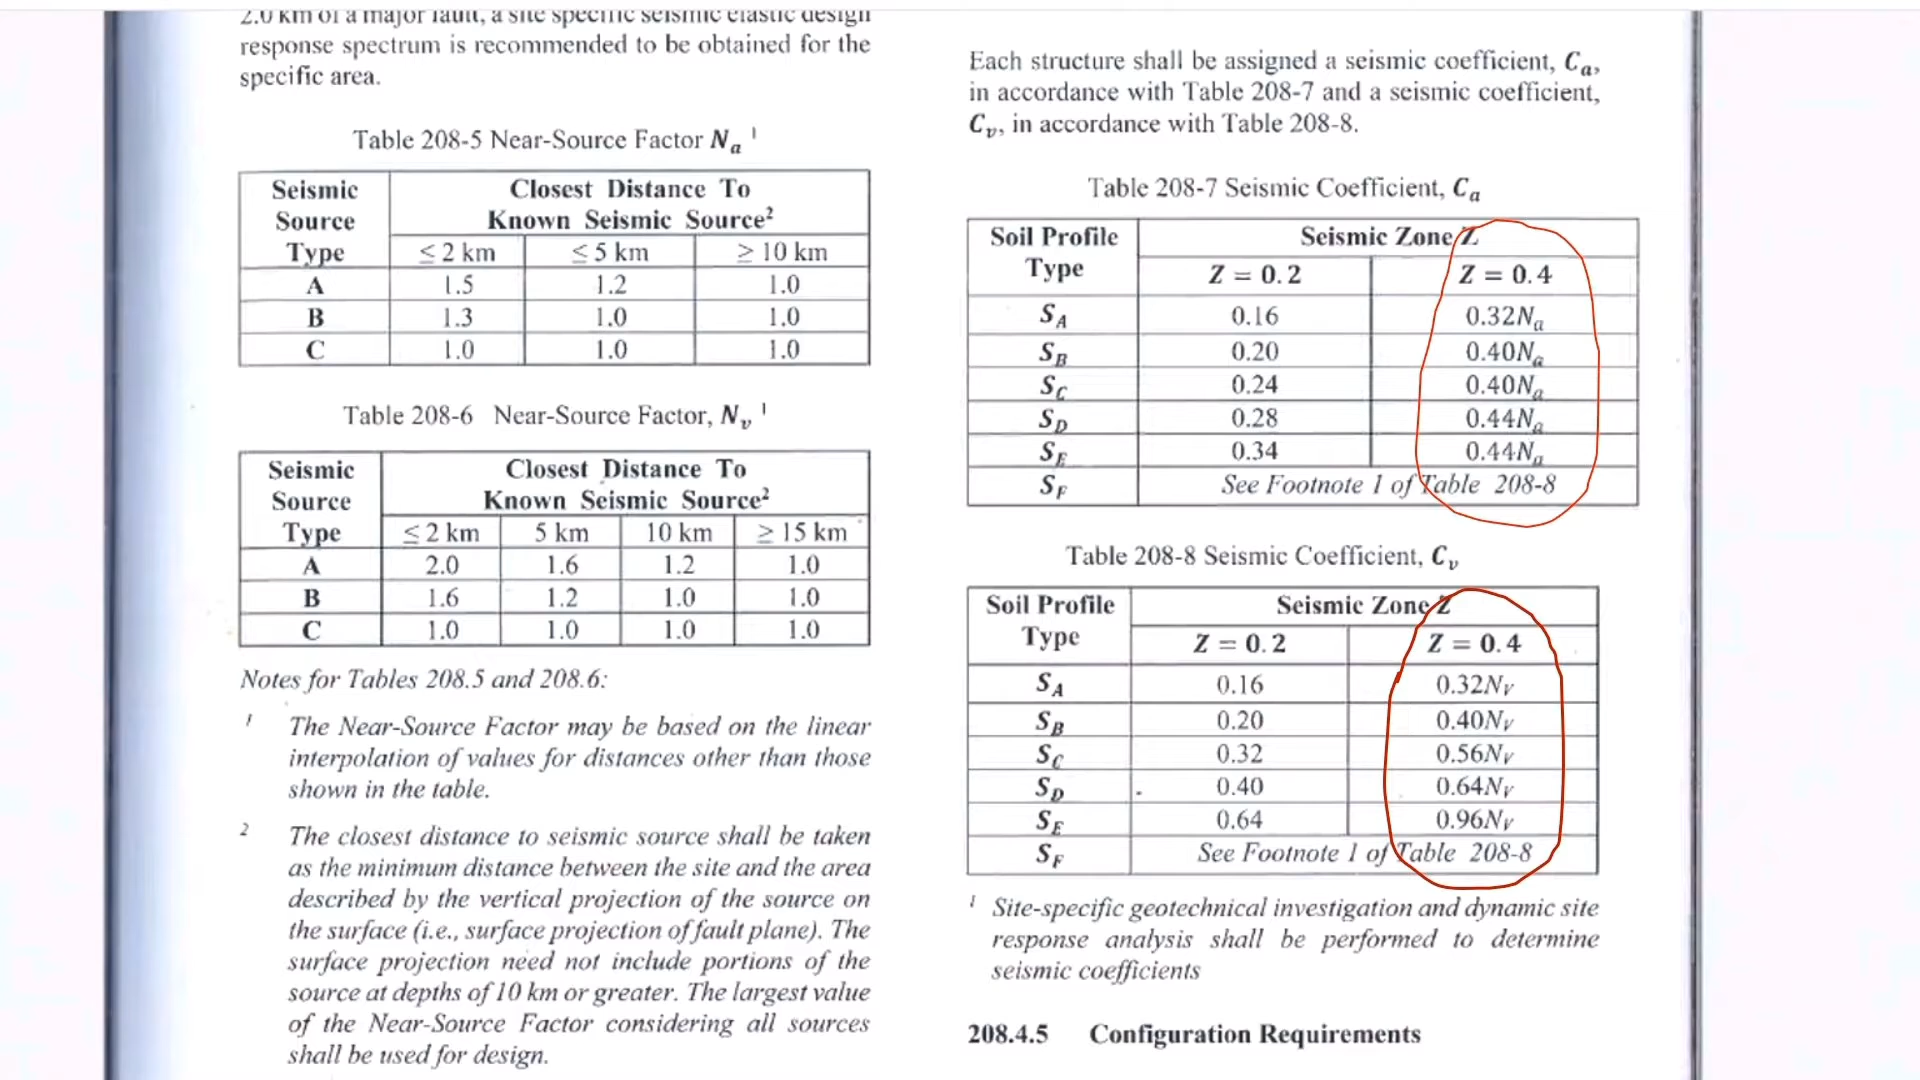 2.0 km of a major fault, a site specific seismic elastic design
response spectrum is recommended to be obtained for the
specific area.
Table 208-5 Near-Source Factor Na 1
Seismic Source Type Closest Distance To Known Seismic Source2
≤ 2 km ≤ 5 km ≥ 10 km
A 1.5 1.2 1.0
B 1.3 1.0 1.0
C 1.0 1.0 1.0
Table 208-6 Near-Source Factor, Nv 1
Seismic Source Type Closest Distance To Known Seismic Source2
≤ 2 km 5 km 10 km ≥ 15 km
A 2.0 1.6 1.2 1.0
B 1.6 1.2 1.0 1.0
C 1.0 1.0 1.0 1.0
Notes for Tables 208.5 and 208.6:
1 The Near-Source Factor may be based on the linear
interpolation of values for distances other than those
shown in the table.
2 The closest distance to seismic source shall be taken
as the minimum distance between the site and the area
described by the vertical projection of the source on
the surface (i.e., surface projection of fault plane). The
surface projection need not include portions of the
source at depths of 10 km or greater. The largest value
of the Near-Source Factor considering all sources
shall be used for design.
Each structure shall be assigned a seismic coefficient, Ca,
in accordance with Table 208-7 and a seismic coefficient,
Cv, in accordance with Table 208-8.
Table 208-7 Seismic Coefficient, Ca
Soil Profile Type Seismic Zone Z
Z = 0.2 Z = 0.4
SA 0.16 0.32Na
SB 0.20 0.40Na
SC 0.24 0.40Na
SD 0.28 0.44Na
SE 0.34 0.44Na
SF See Footnote 1 of Table 208-8
Table 208-8 Seismic Coefficient, Cv
Soil Profile Type Seismic Zone Z
Z = 0.2 Z = 0.4
SA 0.16 0.32Nv
SB 0.20 0.40Nv
SC 0.32 0.56Nv
SD 0.40 0.64Nv
SE 0.64 0.96Nv
SF See Footnote 1 of Table 208-8
1 Site-specific geotechnical investigation and dynamic site
response analysis shall be performed to determine
seismic coefficients
208.4.5 Configuration Requirements